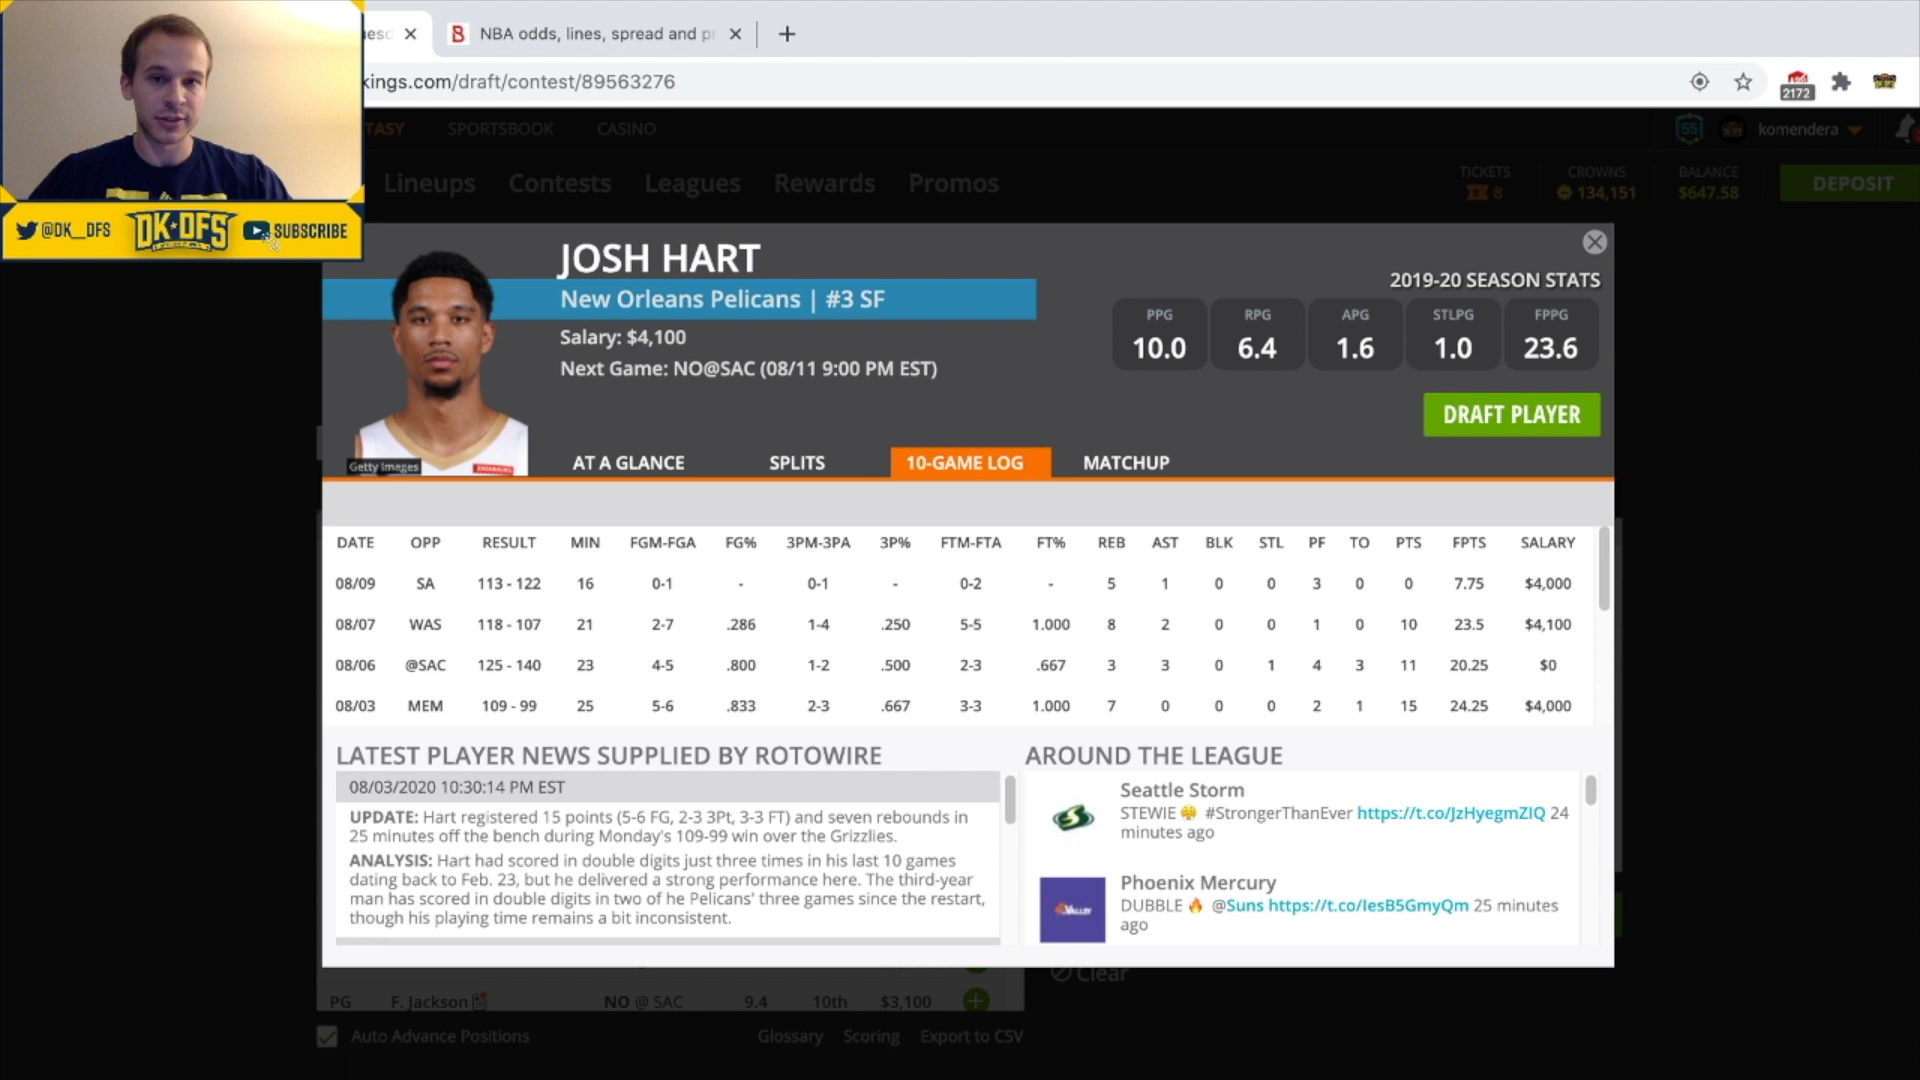 NBA odds, lines, spread and
kings.com/draft/contest/89563276
2172
SPORTSBOOK CASINO
55 komendera
Lineups Contests Leagues Rewards Promos
TICKETS 8
CROWNS 134,151
BALANCE $647.58
DEPOSIT
@DK__DFS DK DFS SUBSCRIBE
JOSH HART
New Orleans Pelicans | #3 SF
Salary: $4,100
Next Game: NO@SAC (08/11 9:00 PM EST)
2019-20 SEASON STATS
PPG RPG APG STLPG FPPG
10.0 6.4 1.6 1.0 23.6
DRAFT PLAYER
Getty Images
AT A GLANCE SPLITS 10-GAME LOG MATCHUP
DATE OPP RESULT MIN FGM-FGA FG% 3PM-3PA 3P% FTM-FTA FT% REB AST BLK STL PF TO PTS FPTS SALARY
08/09 SA 113 - 122 16 0-1 - 0-1 - 0-2 - 5 1 0 0 3 0 0 7.75 $4,000
08/07 WAS 118 - 107 21 2-7 .286 1-4 .250 5-5 1.000 8 2 0 0 1 0 10 23.5 $4,100
08/06 @SAC 125 - 140 23 4-5 .800 1-2 .500 2-3 .667 3 3 0 1 4 3 11 20.25 $0
08/03 MEM 109 - 99 25 5-6 .833 2-3 .667 3-3 1.000 7 0 0 0 2 1 15 24.25 $4,000
LATEST PLAYER NEWS SUPPLIED BY ROTOWIRE
08/03/2020 10:30:14 PM EST
UPDATE: Hart registered 15 points (5-6 FG, 2-3 3Pt, 3-3 FT) and seven rebounds in
25 minutes off the bench during Monday's 109-99 win over the Grizzlies.
ANALYSIS: Hart had scored in double digits just three times in his last 10 games
dating back to Feb. 23, but he delivered a strong performance here. The third-year
man has scored in double digits in two of he Pelicans' three games since the restart,
though his playing time remains a bit inconsistent.
AROUND THE LEAGUE
Seattle Storm
STEWIE #StrongerThanEver https://t.co/JzHyegmZIQ 24
minutes ago
Phoenix Mercury
DUBBLE @Suns https://t.co/IesB5GmyQm 25 minutes
ago
Clear
PG F. Jackson NO @ SAC 9.4 10th $3,100
Auto Advance Positions Glossary Scoring Export to CSV